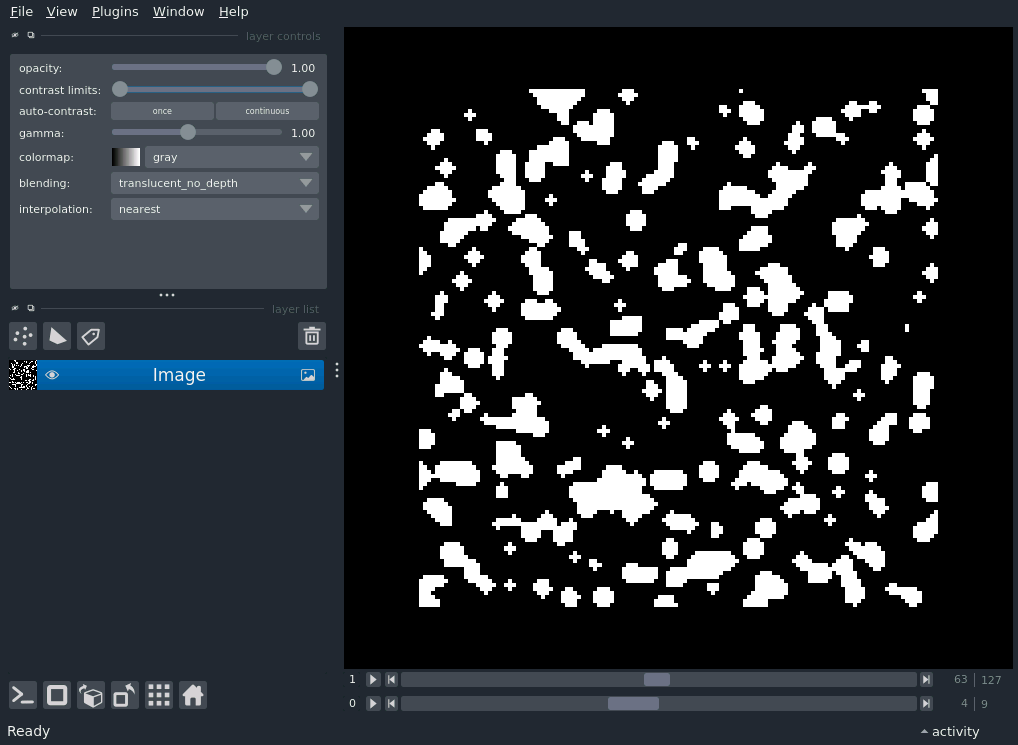 File View Plugins Window Help
layer controls
opacity: 1.00
contrast limits:
auto-contrast: once continuous
gamma: 1.00
colormap: gray
blending: translucent_no_depth
interpolation: nearest
layer list
Image
1 63 127
0 4 9
Ready activity